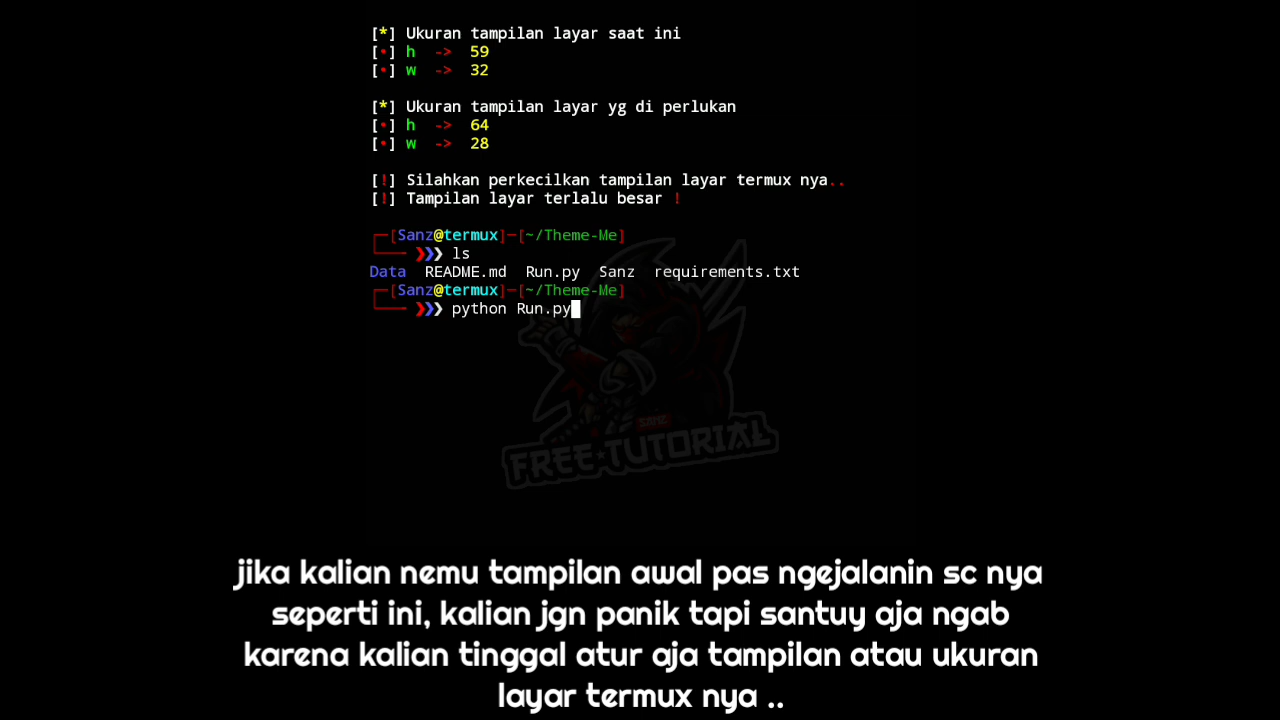 [*] Ukuran tampilan layar saat ini
[•] h -> 59
[•] w -> 32
[*] Ukuran tampilan layar yg di perlukan
[•] h -> 64
[•] w -> 28
[!] Silahkan perkecilkan tampilan layar termux nya..
[!] Tampilan layar terlalu besar !
┌─[Sanz@termux]─[~/Theme-Me]
└──── ❯❯❯ ls
Data README.md Run.py Sanz requirements.txt
┌─[Sanz@termux]─[~/Theme-Me]
└──── ❯❯❯ python Run.py
SANZ
FREE★TUTORIAL
jika kalian nemu tampilan awal pas ngejalanin sc nya
seperti ini, kalian jgn panik tapi santuy aja ngab
karena kalian tinggal atur aja tampilan atau ukuran
layar termux nya ..